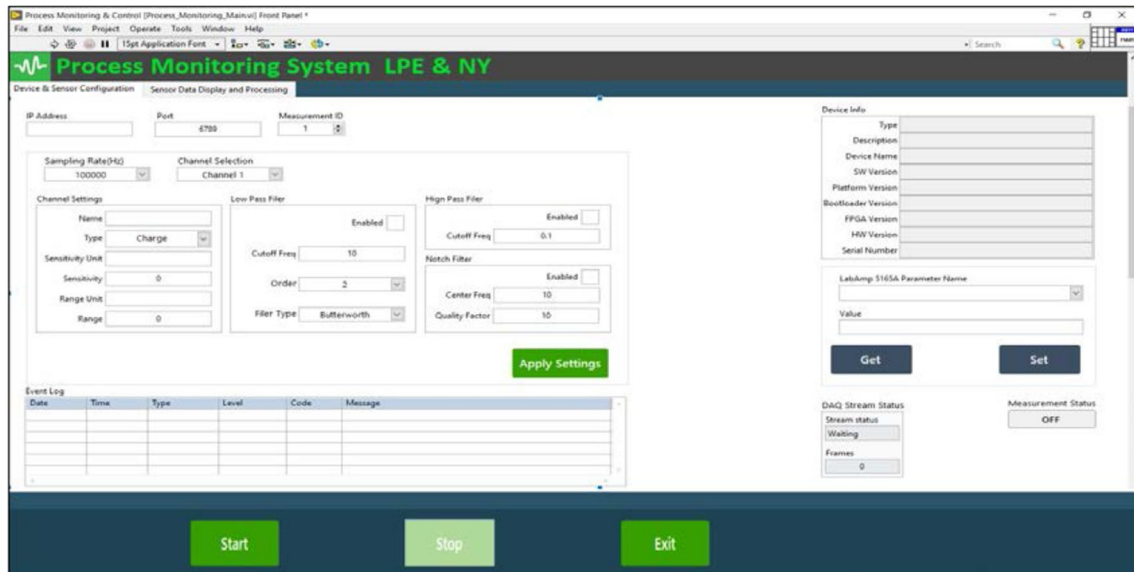 Process Monitoring & Control [Process_Monitoring_Main.vi] Front Panel *
File Edit View Project Operate Tools Window Help
15pt Application Font
Search
Process Monitoring System LPE & NY
Device & Sensor Configuration
Sensor Data Display and Processing
IP Address
Port
6789
Measurement ID
1
Sampling Rate(Hz)
100000
Channel Selection
Channel 1
Channel Settings
Name
Type
Charge
Sensitivity Unit
Sensitivity
0
Range Unit
Range
0
Low Pass Filer
Enabled
Cutoff Freq
10
Order
2
Filer Type
Butterworth
Hign Pass Filer
Enabled
Cutoff Freq
0.1
Notch Filter
Enabled
Center Freq
10
Quality Factor
10
Apply Settings
Event Log
Date Time Type Level Code Message
Device Info
Type
Description
Device Name
SW Version
Platform Version
Bootloader Version
FPGA Version
HW Version
Serial Number
LabAmp 5165A Parameter Name
Value
Get
Set
DAQ Stream Status
Stream status
Waiting
Frames
0
Measurement Status
OFF
Start
Stop
Exit